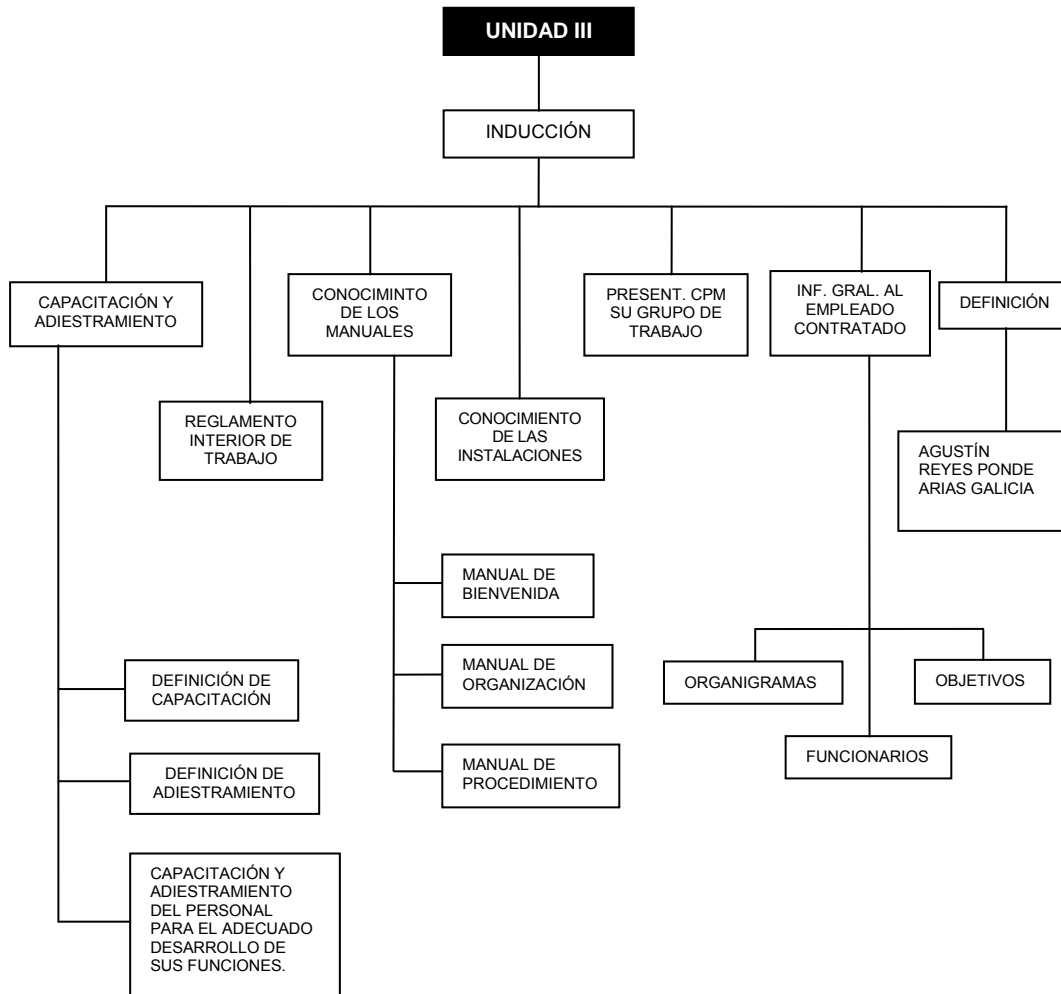 UNIDAD III
INDUCCIÓN
CAPACITACIÓN Y
ADIESTRAMIENTO
CONOCIMINTO
DE LOS
MANUALES
PRESENT. CPM
SU GRUPO DE
TRABAJO
INF. GRAL. AL
EMPLEADO
CONTRATADO
DEFINICIÓN
REGLAMENTO
INTERIOR DE
TRABAJO
CONOCIMIENTO
DE LAS
INSTALACIONES
AGUSTÍN
REYES PONDE
ARIAS GALICIA
MANUAL DE
BIENVENIDA
MANUAL DE
ORGANIZACIÓN
MANUAL DE
PROCEDIMIENTO
ORGANIGRAMAS
OBJETIVOS
FUNCIONARIOS
DEFINICIÓN DE
CAPACITACIÓN
DEFINICIÓN DE
ADIESTRAMIENTO
CAPACITACIÓN Y
ADIESTRAMIENTO
DEL PERSONAL
PARA EL ADECUADO
DESARROLLO DE
SUS FUNCIONES.